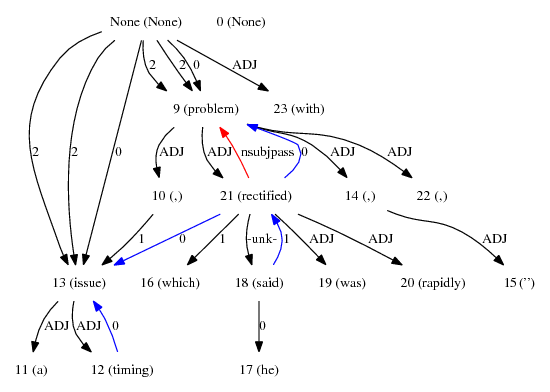 None (None) 0 (None)
2 2 0 2 2 0 ADJ
9 (problem) 23 (with)
ADJ ADJ nsubjpass 0 ADJ ADJ
10 (,) 21 (rectified) 14 (,) 22 (,)
1 0 1 -unk- 1 ADJ ADJ ADJ
13 (issue) 16 (which) 18 (said) 19 (was) 20 (rapidly) 15 ('')
ADJ ADJ 0 0
11 (a) 12 (timing) 17 (he)